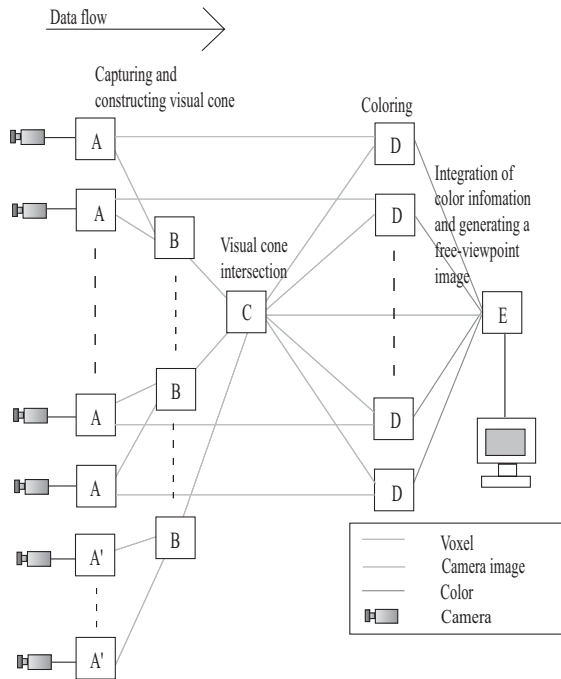 Data flow
Capturing and
constructing visual cone
Coloring
A
D
Integration of
color infomation
and generating a
free-viewpoint
image
A
D
B
Visual cone
intersection
C
E
B
A
D
A
D
B
A'
A'
Voxel
Camera image
Color
Camera